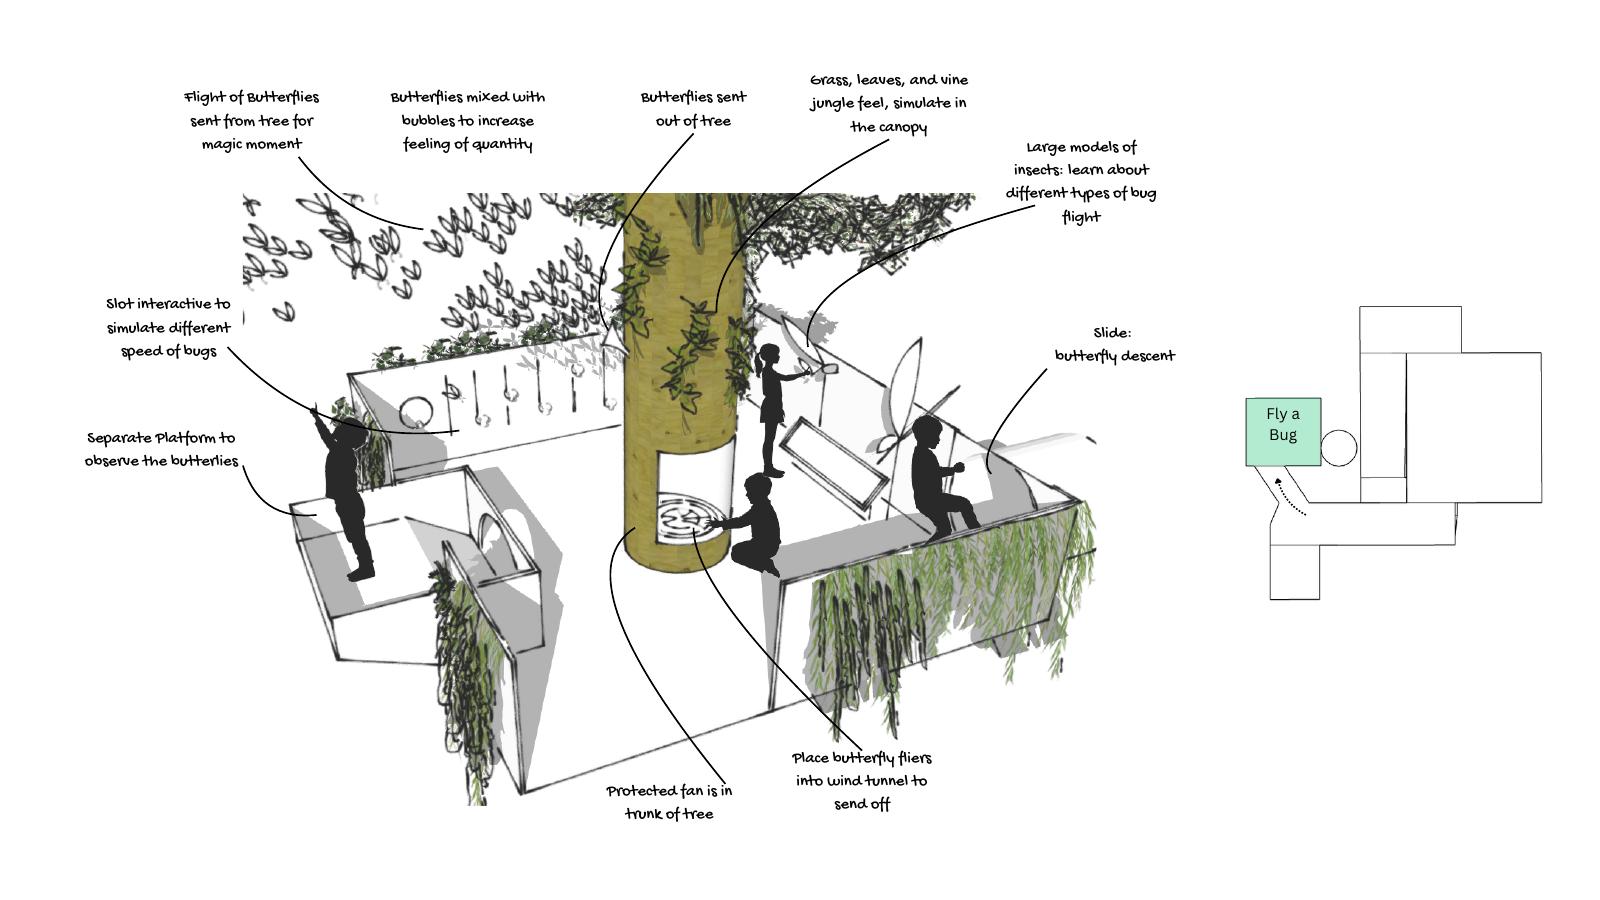 Flight of Butterflies
sent from tree for
magic moment
Butterflies mixed with
bubbles to increase
feeling of quantity
Butterflies sent
out of tree
Grass, leaves, and vine
jungle feel, simulate in
the canopy
Large models of
insects: learn about
different types of bug
flight
Slot interactive to
simulate different
speed of bugs
Slide:
butterfly descent
Separate Platform to
observe the butterlies
Fly a
Bug
Protected fan is in
trunk of tree
Place butterfly fliers
into wind tunnel to
send off